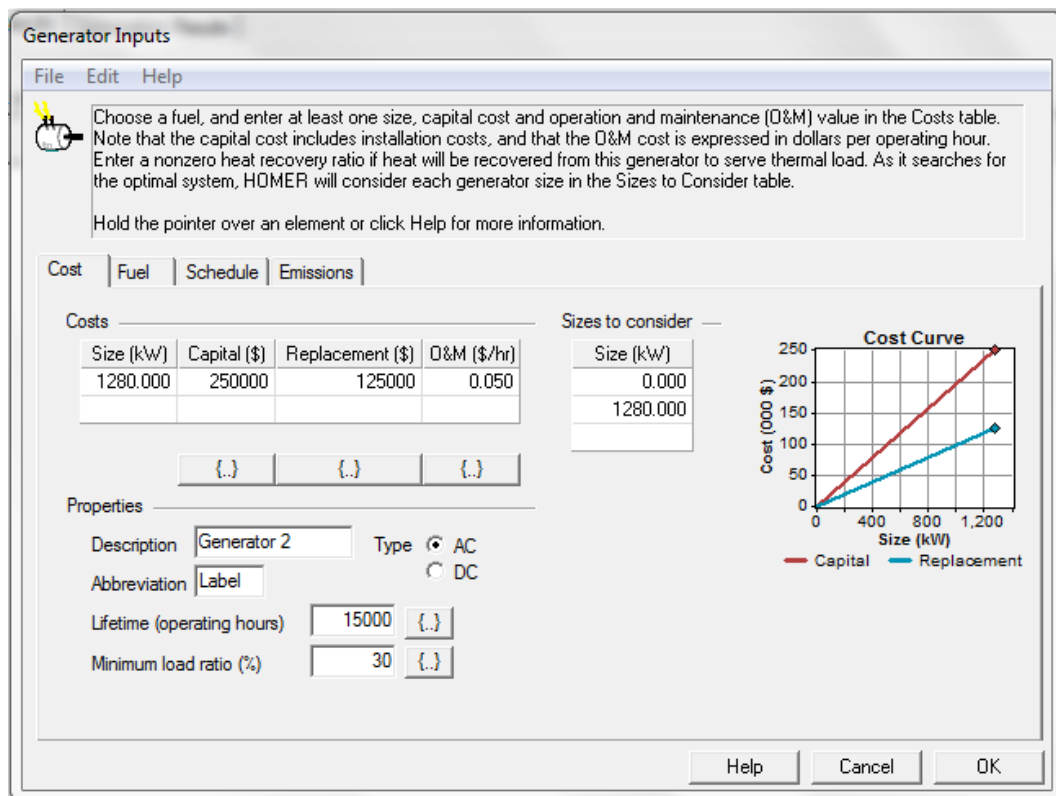 Generator Inputs
File Edit Help
Choose a fuel, and enter at least one size, capital cost and operation and maintenance (O&M) value in the Costs table.
Note that the capital cost includes installation costs, and that the O&M cost is expressed in dollars per operating hour.
Enter a nonzero heat recovery ratio if heat will be recovered from this generator to serve thermal load. As it searches for
the optimal system, HOMER will consider each generator size in the Sizes to Consider table.
Hold the pointer over an element or click Help for more information.
Cost Fuel Schedule Emissions
Costs
Size (kW) Capital ($) Replacement ($) O&M ($/hr)
1280.000 250000 125000 0.050
{..} {..} {..}
Sizes to consider
Size (kW)
0.000
1280.000
Cost Curve
Cost (000 $)
250
200
150
100
50
0
0 400 800 1,200
Size (kW)
Capital Replacement
Properties
Description Generator 2 Type AC
DC
Abbreviation Label
Lifetime (operating hours) 15000 {..}
Minimum load ratio (%) 30 {..}
Help Cancel OK